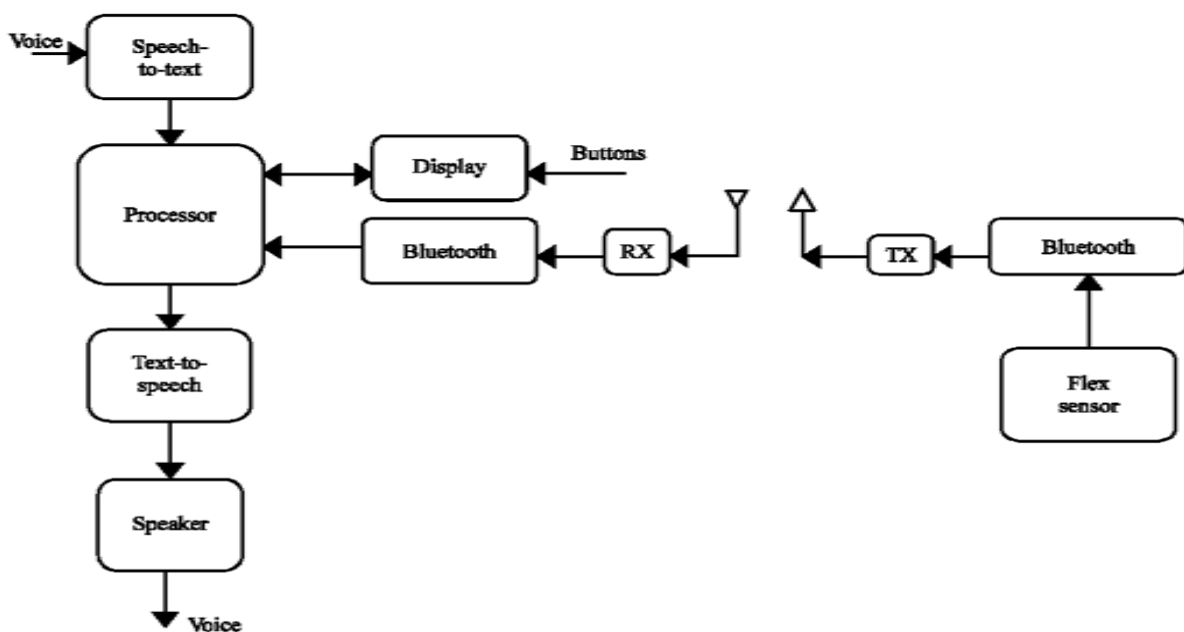 Voice
Speech-
to-text
Processor
Display
Buttons
Bluetooth
RX
TX
Bluetooth
Text-to-
speech
Flex
sensor
Speaker
Voice